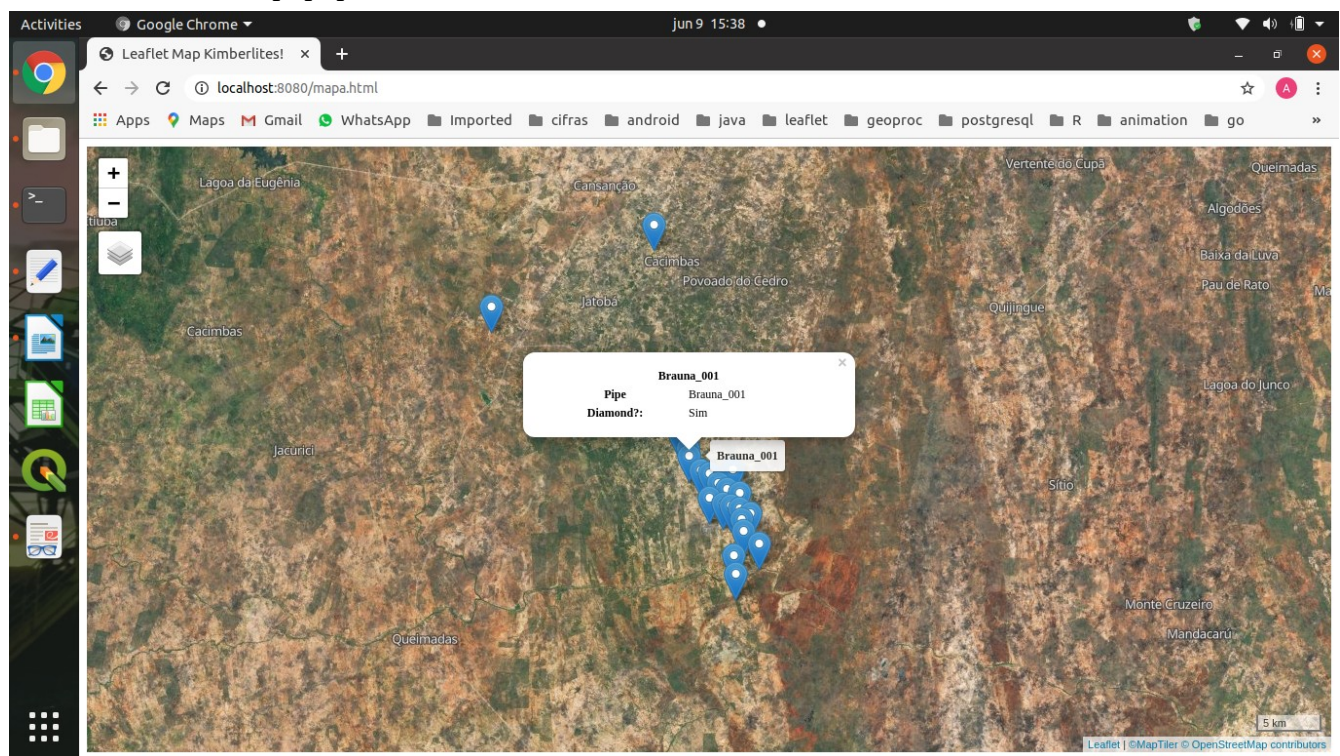 Activities
Google Chrome
jun 9 15:38
Leaflet Map Kimberlites!
localhost:8080/mapa.html
A
Apps Maps Gmail WhatsApp Imported cifras android java leaflet geoproc postgresql R animation go »
+
−
Vertente do Cupã
Queimadas
Lagoa da Eugênia
Cansanção
Algodões
tiuba
Cacimbas
Baixa da Luva
Povoado do Cedro
Pau de Rato
Ma
Jatobá
Quijingue
Cacimbas
Brauna_001
Pipe Brauna_001
Diamond?: Sim
Lagoa do Junco
Jacurici
Brauna_001
Sítio
Monte Cruzeiro
Mandacarú
Queimadas
5 km
Leaflet | ©MapTiler © OpenStreetMap contributors